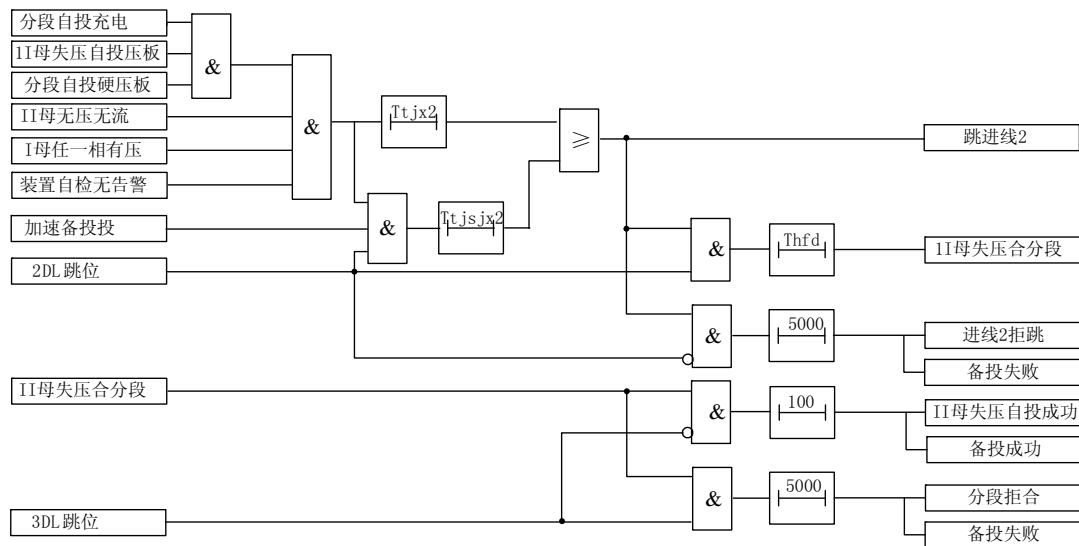 分段自投充电
1I母失压自投压板
分段自投硬压板
II母无压无流
I母任一相有压
装置自检无告警
加速备投投
2DL跳位
II母失压合分段
3DL跳位
&
&
&
Ttjx2
Ttjsjx2
≥
&
Thfd
&
5000
&
100
&
5000
跳进线2
1I母失压合分段
进线2拒跳
备投失败
II母失压自投成功
备投成功
分段拒合
备投失败